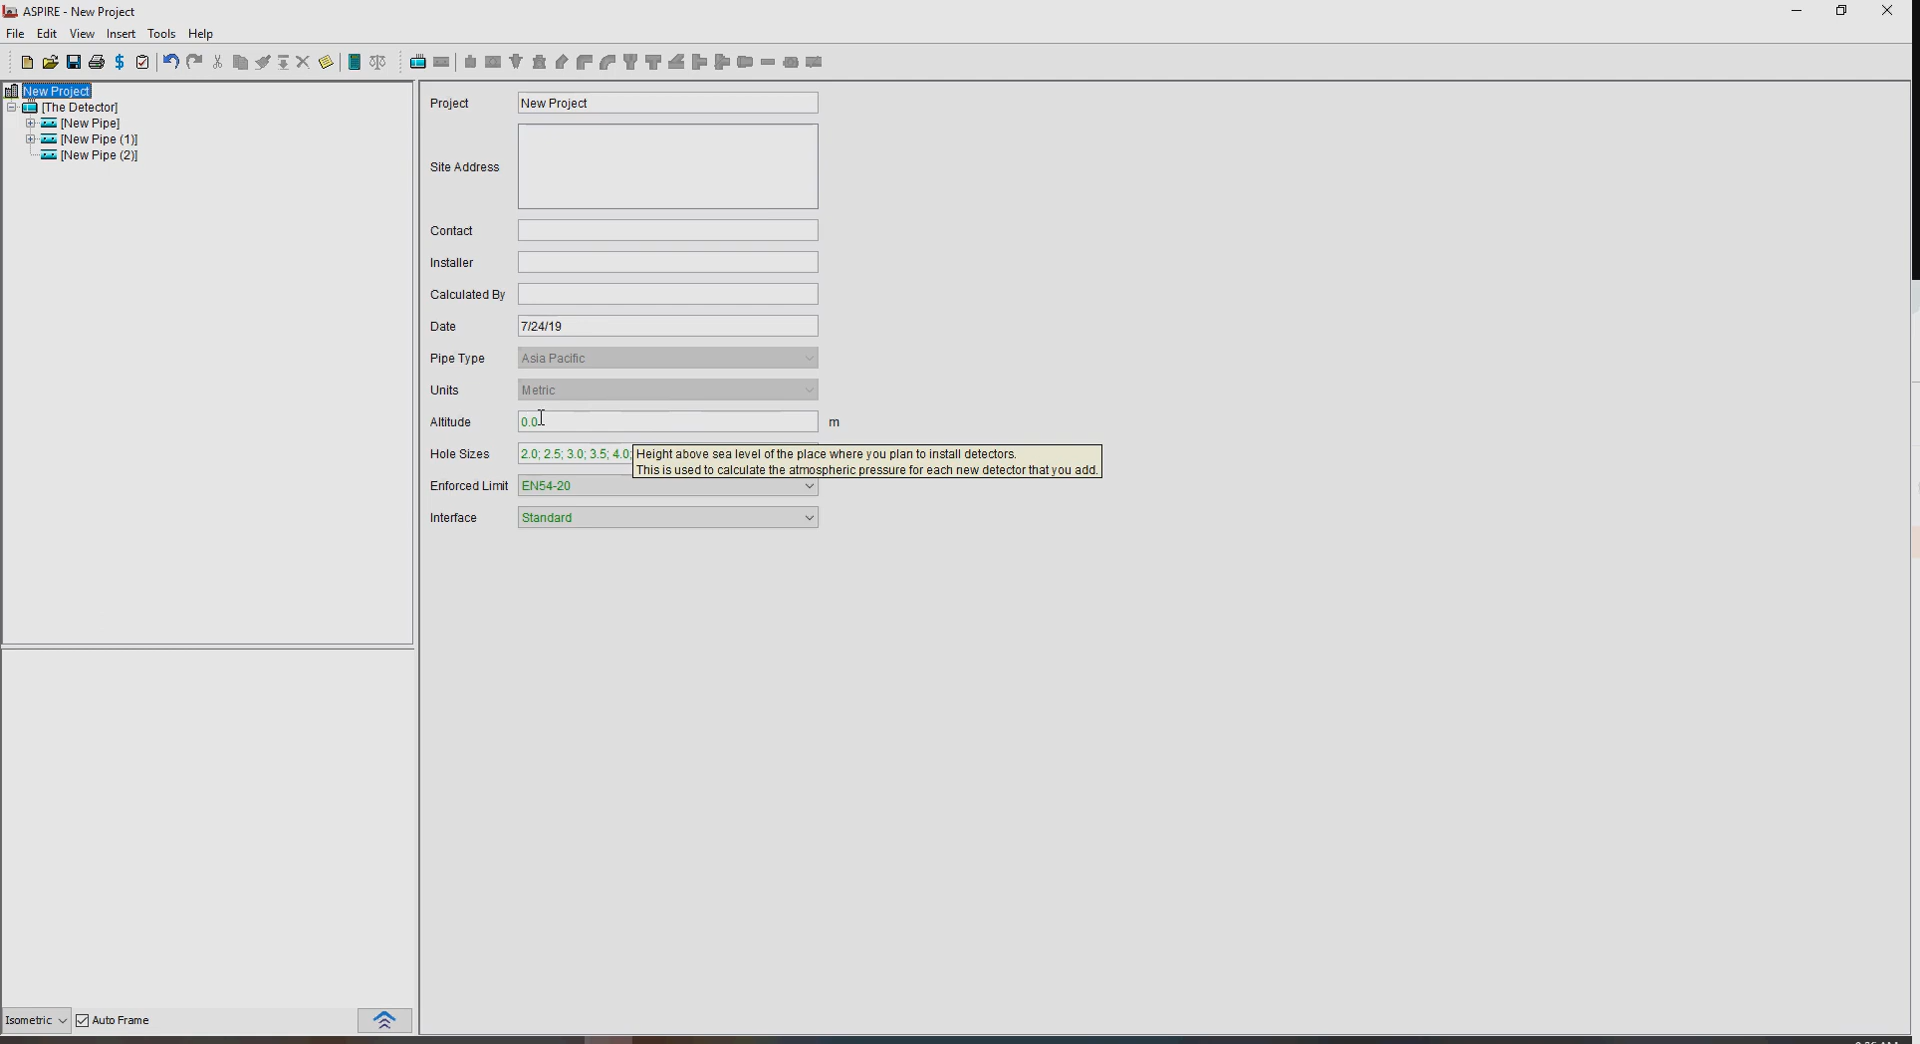 ASPIRE - New Project
File Edit View Insert Tools Help
New Project
[The Detector]
[New Pipe]
[New Pipe (1)]
[New Pipe (2)]
Project New Project
Site Address
Contact
Installer
Calculated By
Date 7/24/19
Pipe Type Asia Pacific
Units Metric
Altitude 0.0 m
Hole Sizes 2.0; 2.5; 3.0; 3.5; 4.0;
Height above sea level of the place where you plan to install detectors.
This is used to calculate the atmospheric pressure for each new detector that you add.
Enforced Limit EN54-20
Interface Standard
Isometric Auto Frame